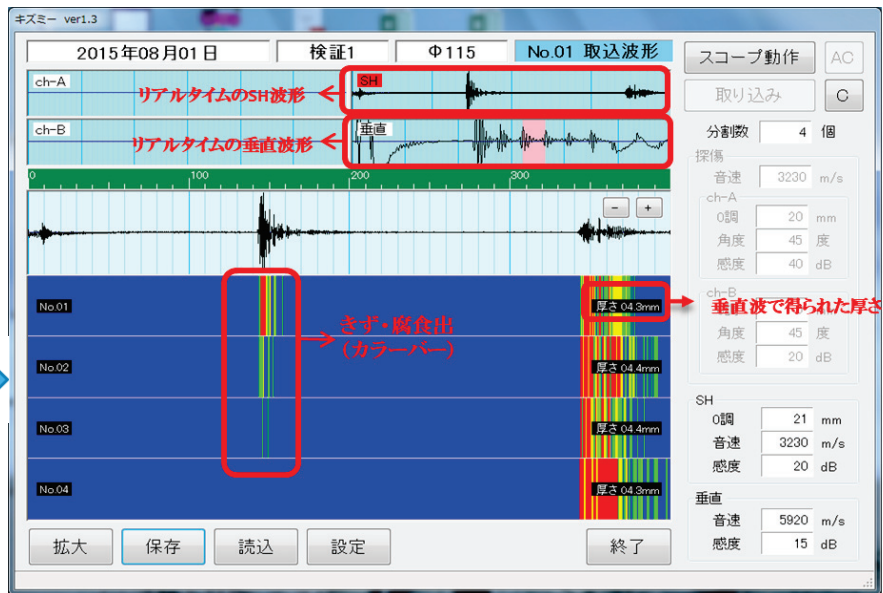 キズミー ver1.3
2015年08月01日 検証1 Φ115 No.01 取込波形
スコープ動作 AC
取り込み C
ch-A SH
リアルタイムのSH波形
ch-B 垂直
リアルタイムの垂直波形
分割数 4 個
探傷
音速 3230 m/s
ch-A
0調 20 mm
角度 45 度
感度 40 dB
0 100 200 300
- +
No.01 厚さ 04.3mm
きず・腐食出
(カラーバー)
No.02 厚さ 04.4mm
No.03 厚さ 04.4mm
No.04 厚さ 04.3mm
ch-B
垂直波で得られた厚さ
角度 45 度
感度 20 dB
SH
0調 21 mm
音速 3230 m/s
感度 20 dB
垂直
音速 5920 m/s
感度 15 dB
拡大 保存 読込 設定 終了